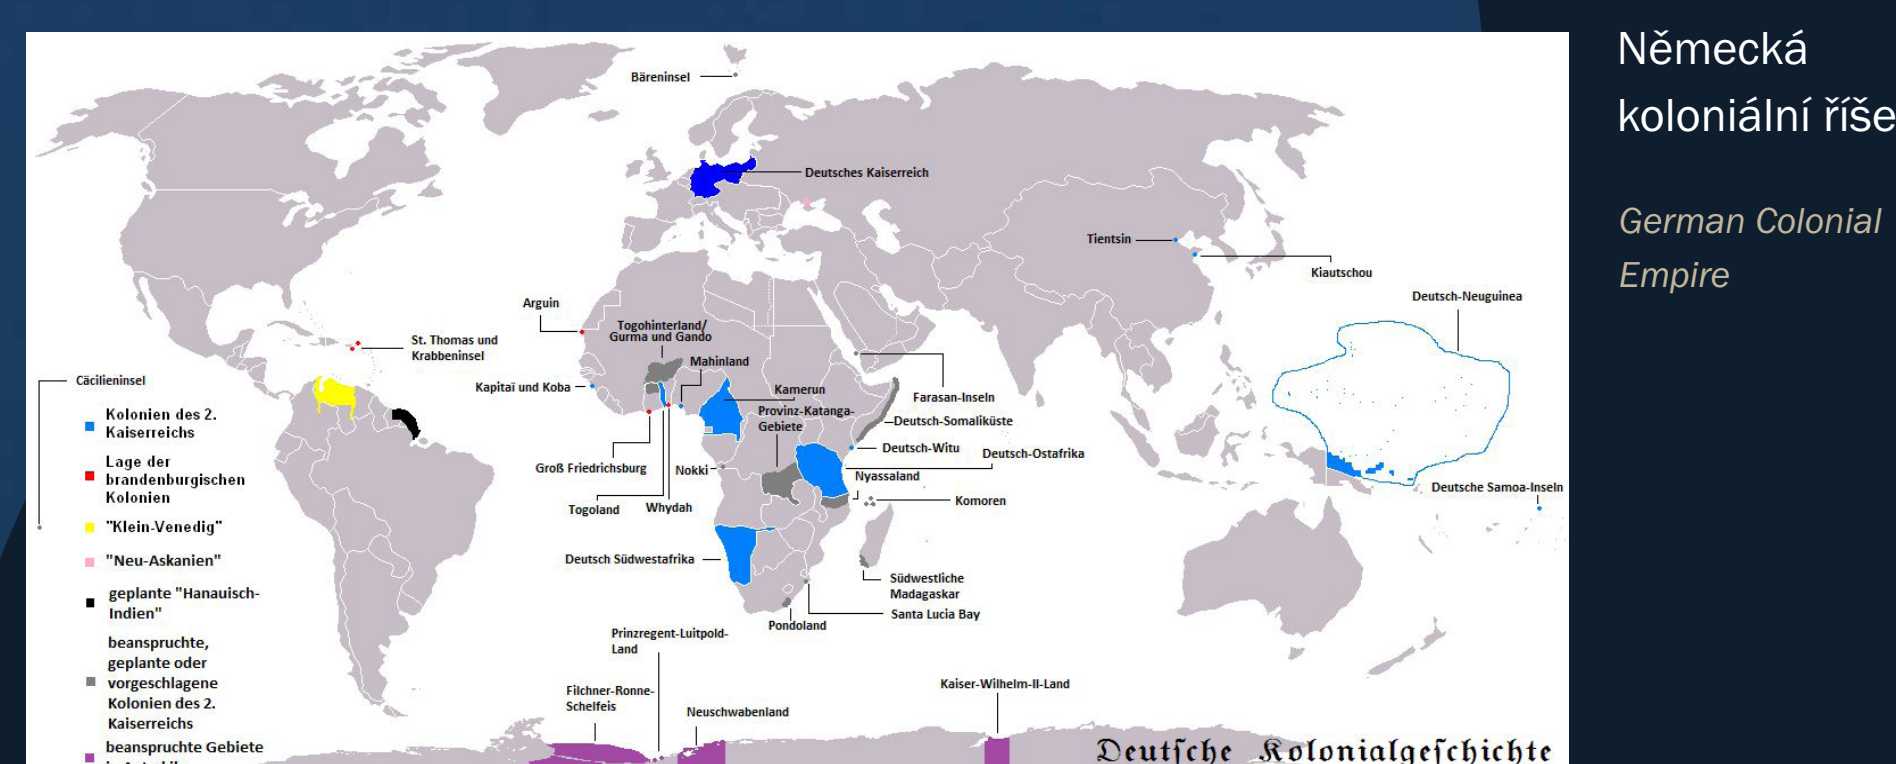 Německá
koloniální říše
German Colonial
Empire
Bäreninsel
Deutsches Kaiserreich
Tientsin
Kiautschou
Deutsch-Neuguinea
Arguin
Togohinterland/
Gurma und Gando
St. Thomas und
Krabbeninsel
Mahinland
Cäcilieninsel
Kapitaï und Koba
Kamerun
Farasan-Inseln
Provinz-Katanga-
Gebiete
Deutsch-Somaliküste
Deutsch-Witu
Deutsch-Ostafrika
Groß Friedrichsburg
Nokki
Nyassaland
Deutsche Samoa-Inseln
Togoland
Whydah
Komoren
Deutsch Südwestafrika
Südwestliche
Madagaskar
Santa Lucia Bay
Pondoland
Prinzregent-Luitpold-
Land
Filchner-Ronne-
Schelfeis
Neuschwabenland
Kaiser-Wilhelm-II-Land
Kolonien des 2.
Kaiserreichs
Lage der
brandenburgischen
Kolonien
"Klein-Venedig"
"Neu-Askanien"
geplante "Hanauisch-
Indien"
beanspruchte,
geplante oder
vorgeschlagene
Kolonien des 2.
Kaiserreichs
beanspruchte Gebiete
Deutſche Kolonialgeſchichte